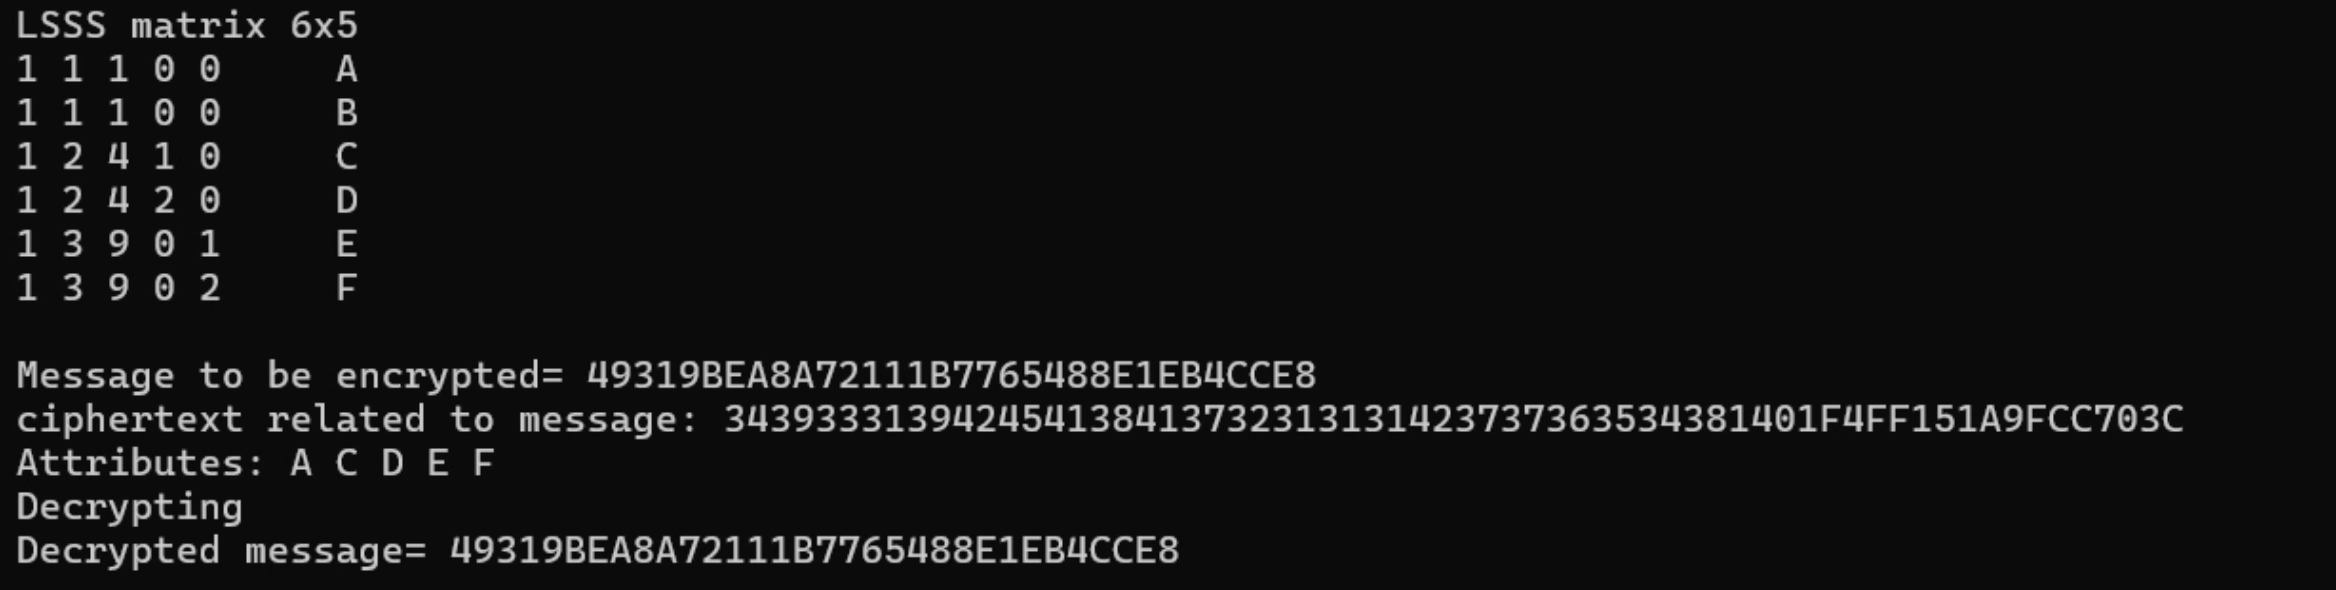 LSSS matrix 6x5
1 1 1 0 0     A
1 1 1 0 0     B
1 2 4 1 0     C
1 2 4 2 0     D
1 3 9 0 1     E
1 3 9 0 2     F
Message to be encrypted= 49319BEA8A72111B7765488E1EB4CCE8
ciphertext related to message: 3439333139424541384137323131314237373635343814​01F4FF151A9FCC703C
Attributes: A C D E F
Decrypting
Decrypted message= 49319BEA8A72111B7765488E1EB4CCE8